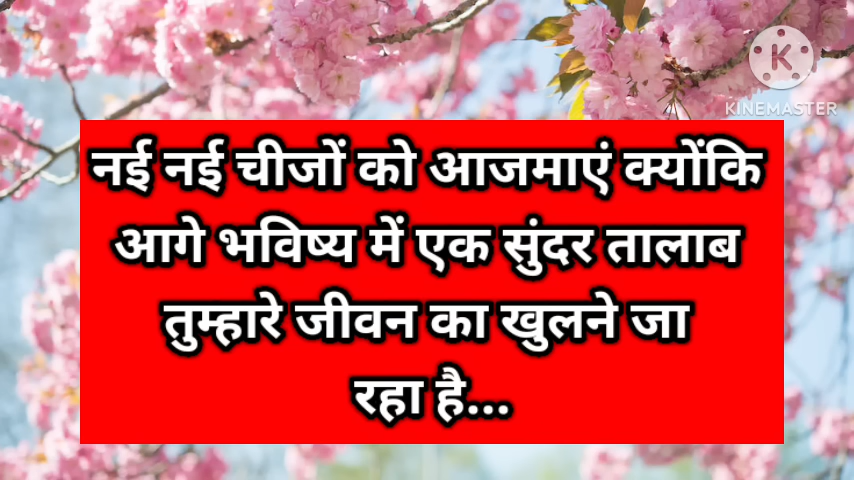 KINEMASTER
नई नई चीजों को आजमाएं क्योंकि
आगे भविष्य में एक सुंदर तालाब
तुम्हारे जीवन का खुलने जा
रहा है...